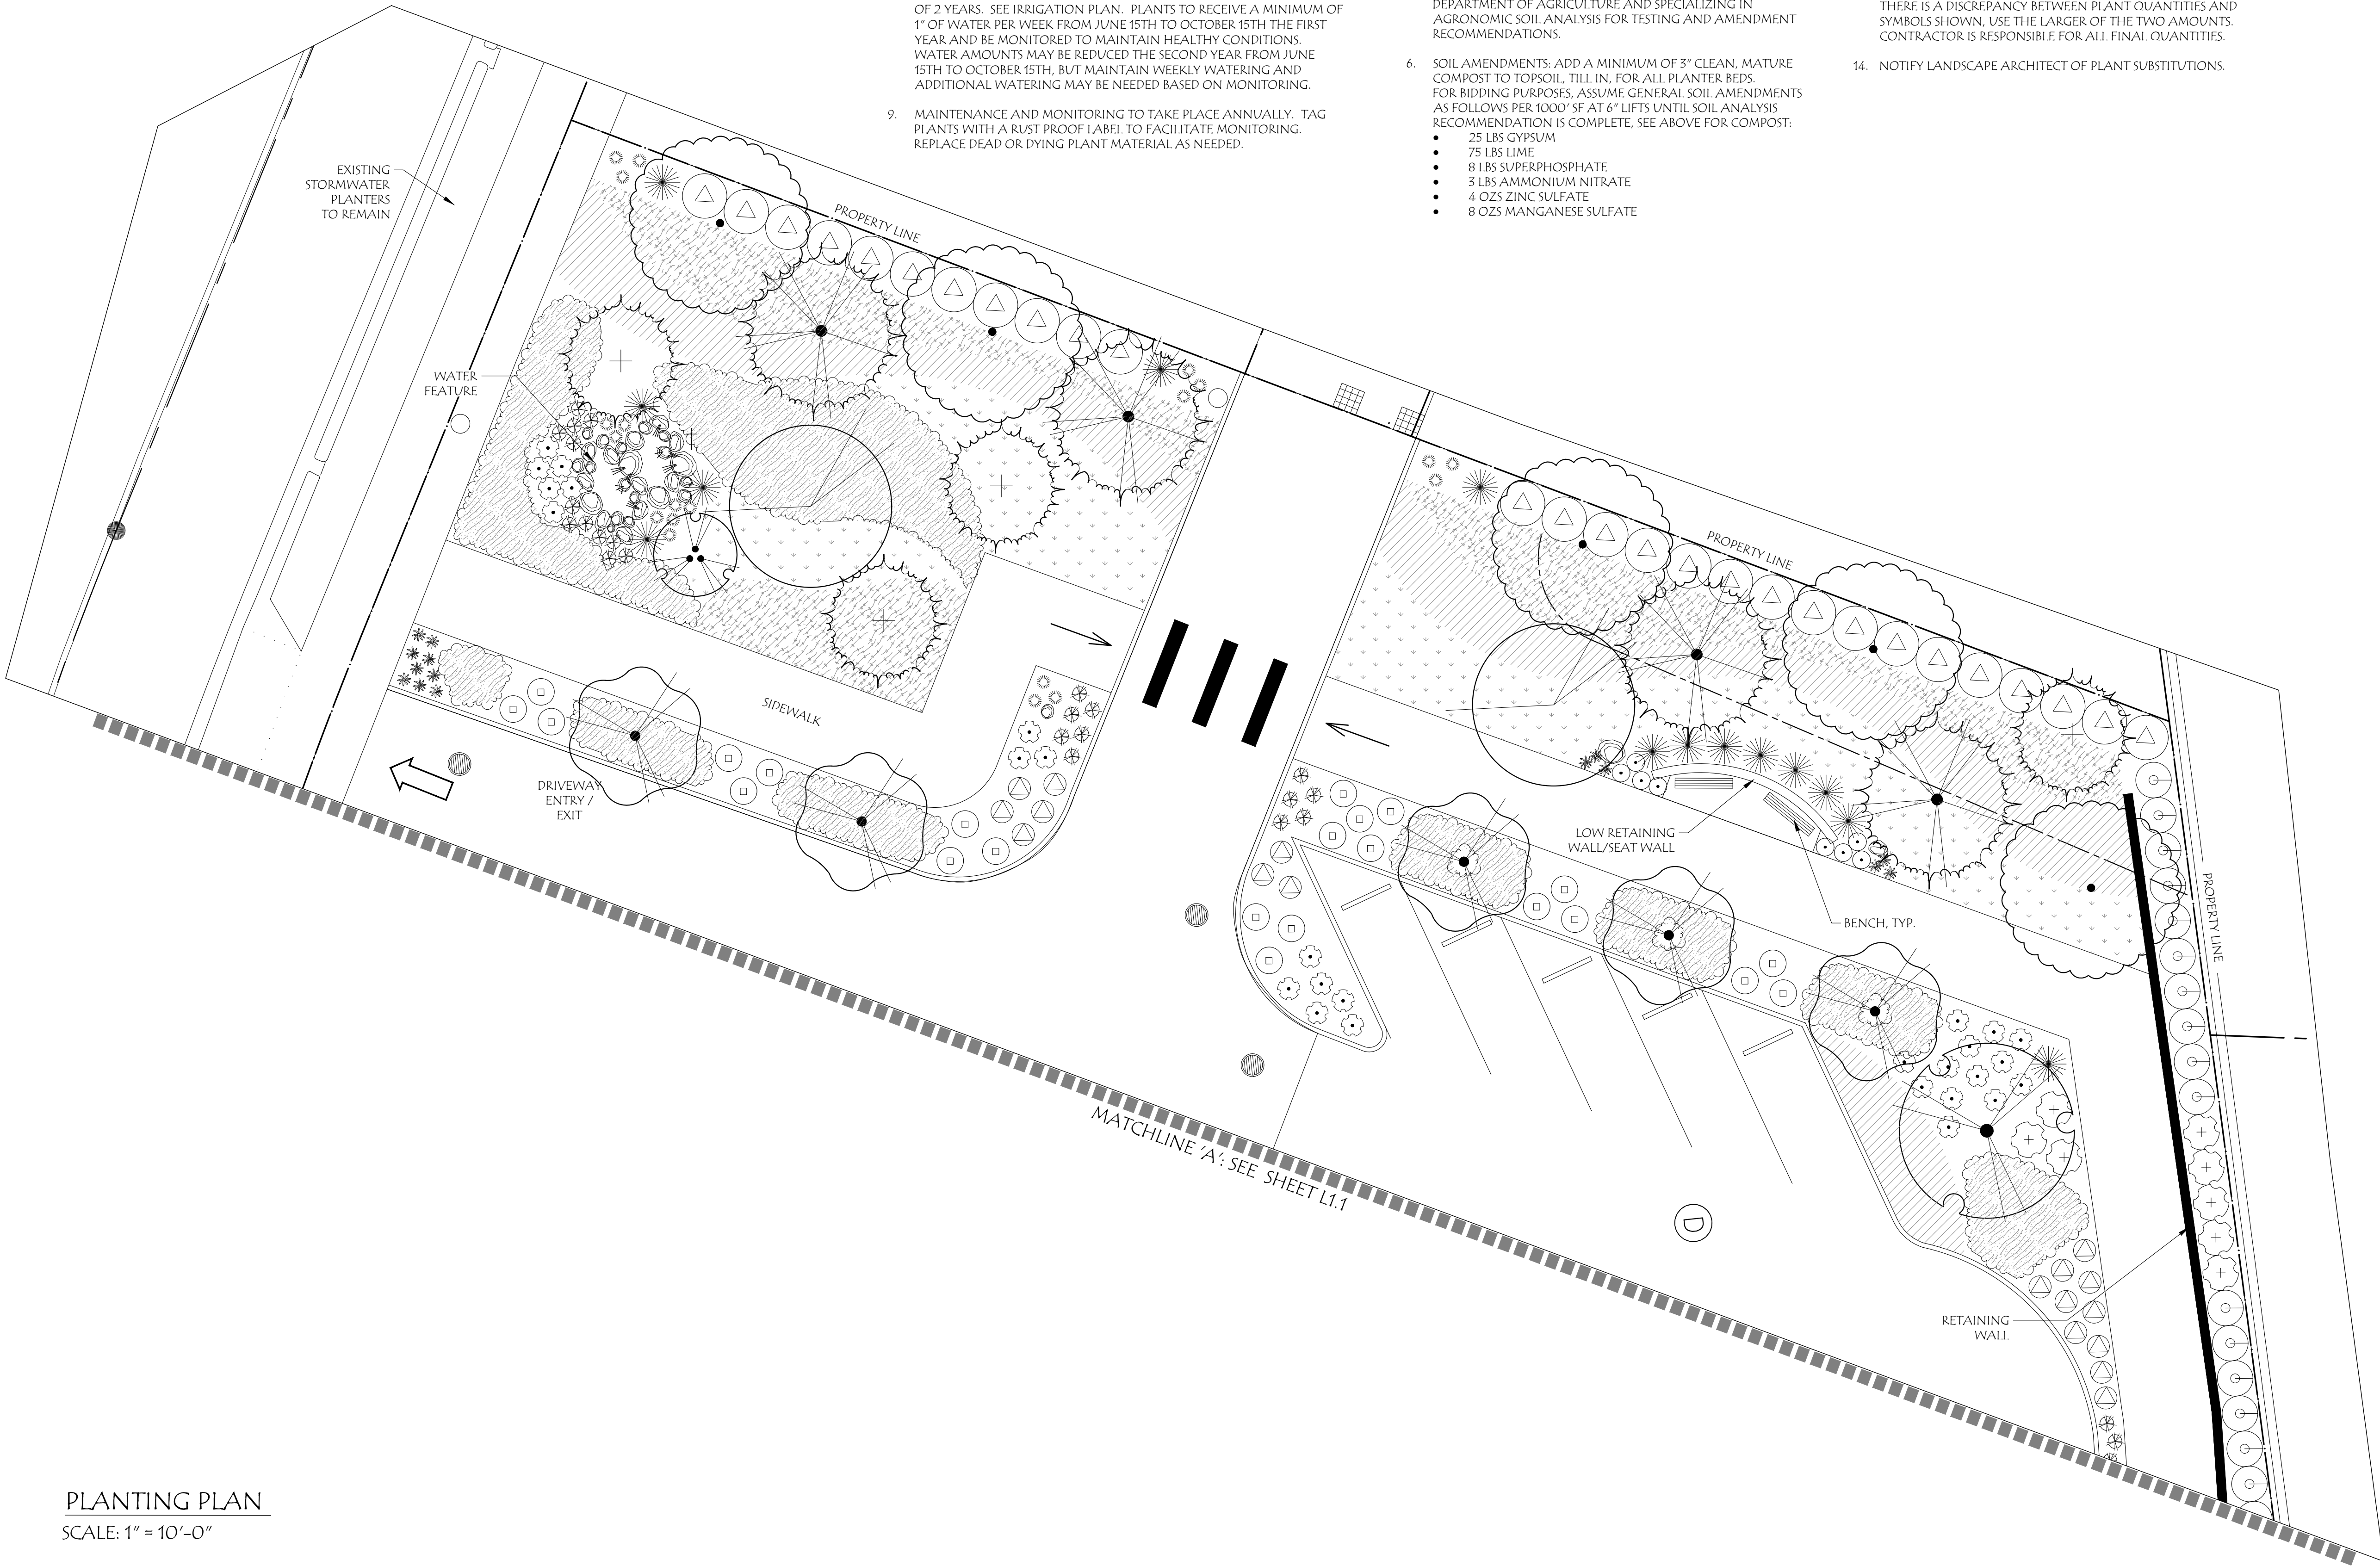 OF 2 YEARS. SEE IRRIGATION PLAN. PLANTS TO RECEIVE A MINIMUM OF
1" OF WATER PER WEEK FROM JUNE 15TH TO OCTOBER 15TH THE FIRST
YEAR AND BE MONITORED TO MAINTAIN HEALTHY CONDITIONS.
WATER AMOUNTS MAY BE REDUCED THE SECOND YEAR FROM JUNE
15TH TO OCTOBER 15TH, BUT MAINTAIN WEEKLY WATERING AND
ADDITIONAL WATERING MAY BE NEEDED BASED ON MONITORING.
9. MAINTENANCE AND MONITORING TO TAKE PLACE ANNUALLY. TAG
PLANTS WITH A RUST PROOF LABEL TO FACILITATE MONITORING.
REPLACE DEAD OR DYING PLANT MATERIAL AS NEEDED.
DEPARTMENT OF AGRICULTURE AND SPECIALIZING IN
AGRONOMIC SOIL ANALYSIS FOR TESTING AND AMENDMENT
RECOMMENDATIONS.
6. SOIL AMENDMENTS: ADD A MINIMUM OF 3" CLEAN, MATURE
COMPOST TO TOPSOIL, TILL IN, FOR ALL PLANTER BEDS.
FOR BIDDING PURPOSES, ASSUME GENERAL SOIL AMENDMENTS
AS FOLLOWS PER 1000' SF AT 6" LIFTS UNTIL SOIL ANALYSIS
RECOMMENDATION IS COMPLETE, SEE ABOVE FOR COMPOST:
• 25 LBS GYPSUM
• 75 LBS LIME
• 8 LBS SUPERPHOSPHATE
• 3 LBS AMMONIUM NITRATE
• 4 OZS ZINC SULFATE
• 8 OZS MANGANESE SULFATE
THERE IS A DISCREPANCY BETWEEN PLANT QUANTITIES AND
SYMBOLS SHOWN, USE THE LARGER OF THE TWO AMOUNTS.
CONTRACTOR IS RESPONSIBLE FOR ALL FINAL QUANTITIES.
14. NOTIFY LANDSCAPE ARCHITECT OF PLANT SUBSTITUTIONS.
EXISTING
STORMWATER
PLANTERS
TO REMAIN
PROPERTY LINE
WATER
FEATURE
PROPERTY LINE
SIDEWALK
DRIVEWAY
ENTRY /
EXIT
LOW RETAINING
WALL/SEAT WALL
BENCH, TYP.
PROPERTY LINE
MATCHLINE 'A': SEE SHEET L1.1
D
RETAINING
WALL
PLANTING PLAN
SCALE: 1" = 10'-0"